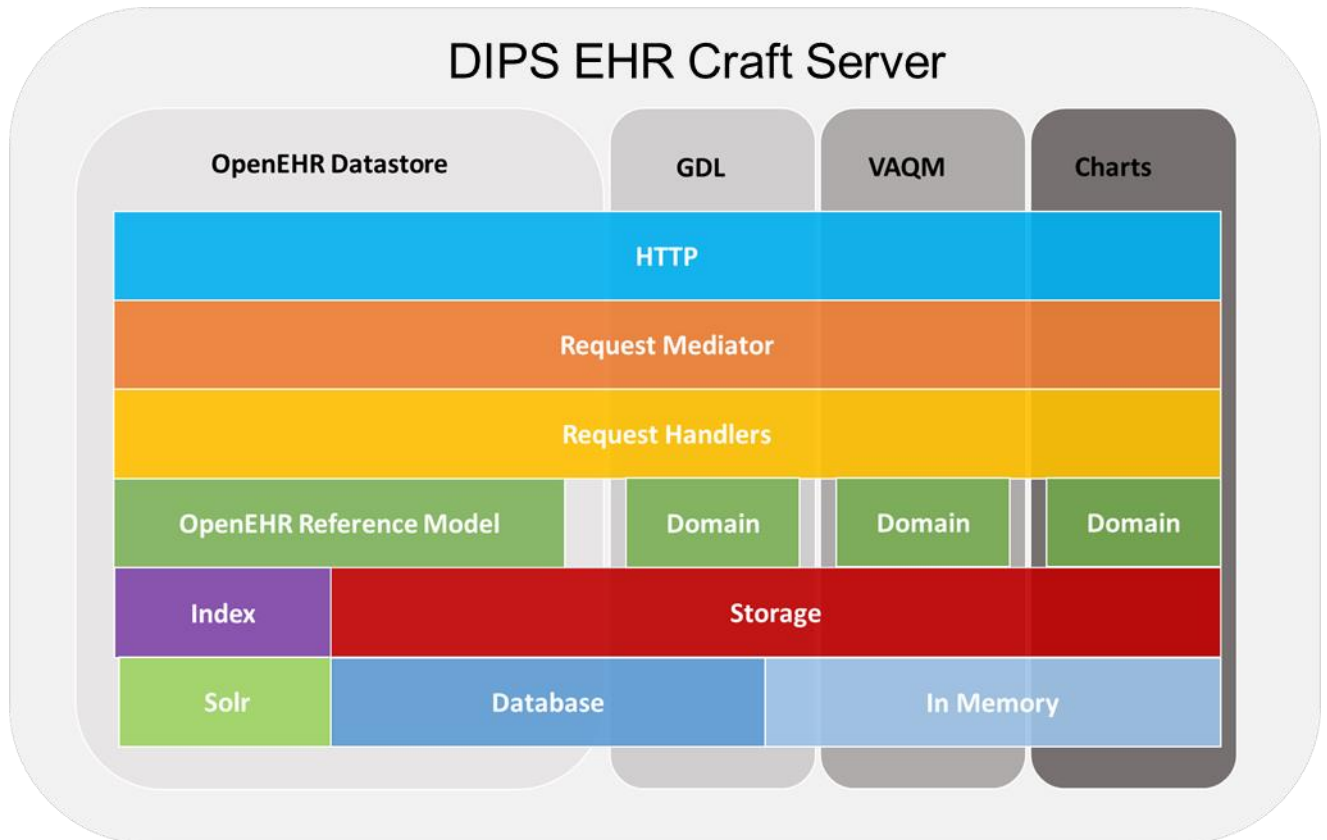 DIPS EHR Craft Server
OpenEHR Datastore
GDL
VAQM
Charts
HTTP
Request Mediator
Request Handlers
OpenEHR Reference Model
Domain
Domain
Domain
Index
Storage
Solr
Database
In Memory